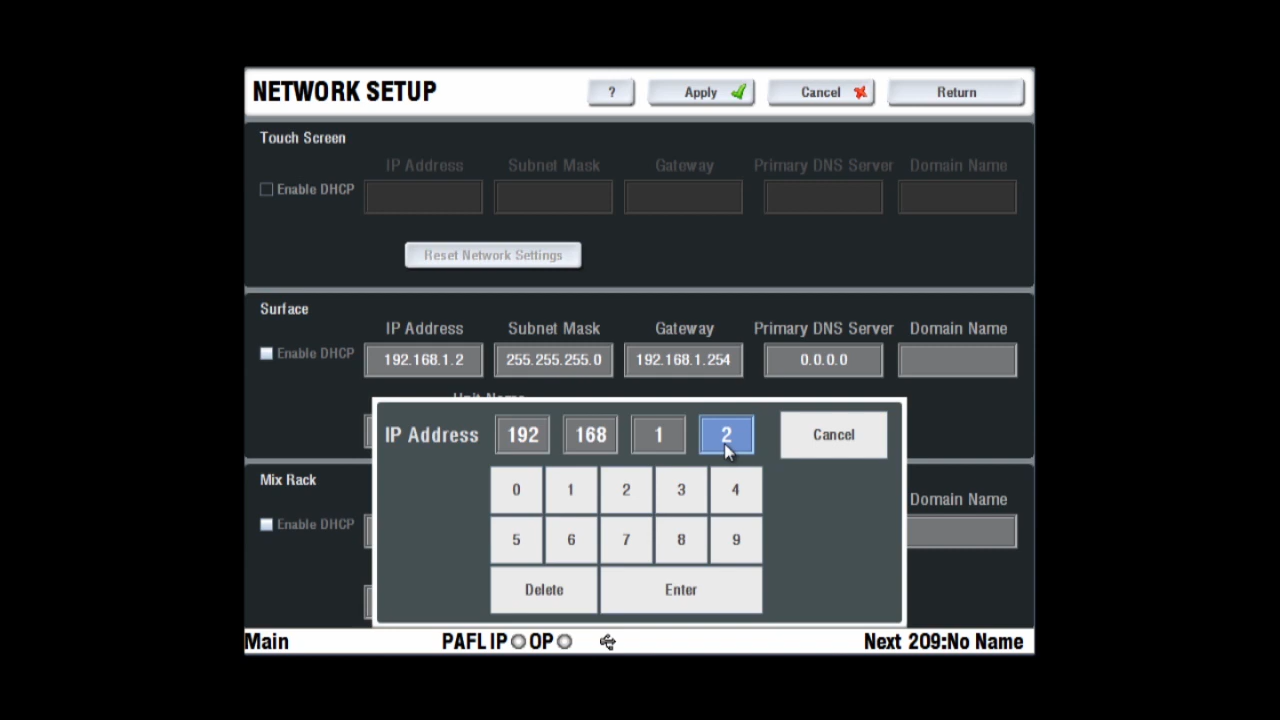 NETWORK SETUP ? Apply Cancel Return
Touch Screen
IP Address Subnet Mask Gateway Primary DNS Server Domain Name
Enable DHCP
Reset Network Settings
Surface
IP Address Subnet Mask Gateway Primary DNS Server Domain Name
Enable DHCP 192.168.1.2 255.255.255.0 192.168.1.254 0.0.0.0
Unit Name
IP Address 192 168 1 2 Cancel
Mix Rack
0 1 2 3 4
Domain Name
Enable DHCP
5 6 7 8 9
Delete Enter
Main PAFL IP OP Next 209:No Name